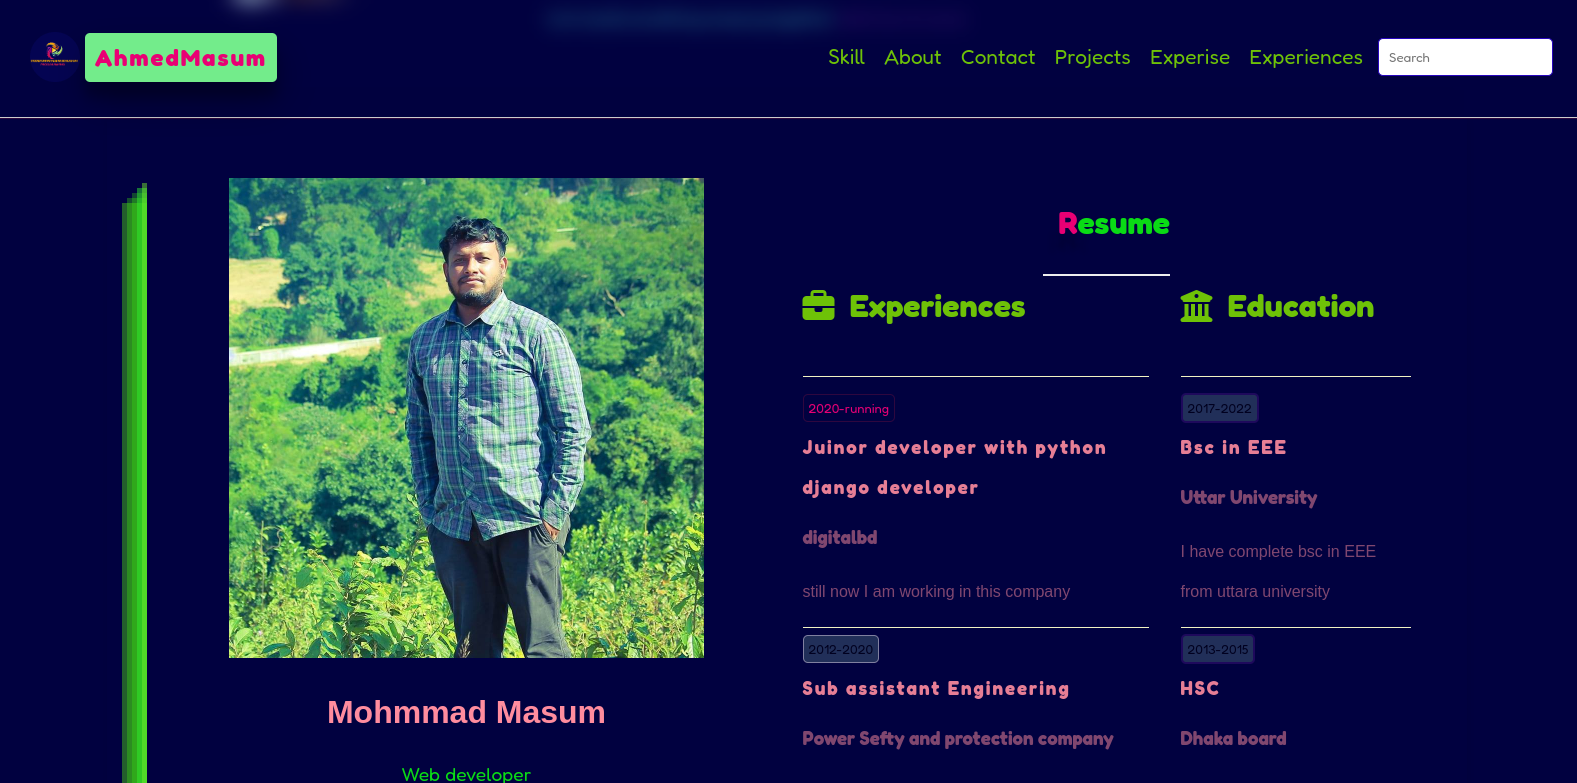 AhmedMasum
Skill About Contact Projects Experise Experiences Search
Resume
Experiences
2020-running
Juinor developer with python
django developer
digitalbd
still now I am working in this company
2012-2020
Sub assistant Engineering
Power Sefty and protection company
Education
2017-2022
Bsc in EEE
Uttar University
I have complete bsc in EEE
from uttara university
2013-2015
HSC
Dhaka board
Mohmmad Masum
Web developer